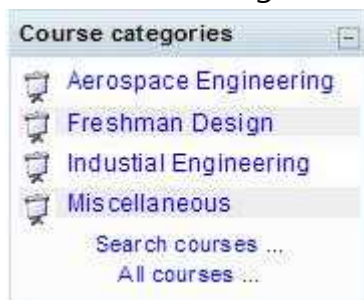 Course categories
Aerospace Engineering
Freshman Design
Industial Engineering
Miscellaneous
Search courses ...
All courses ...